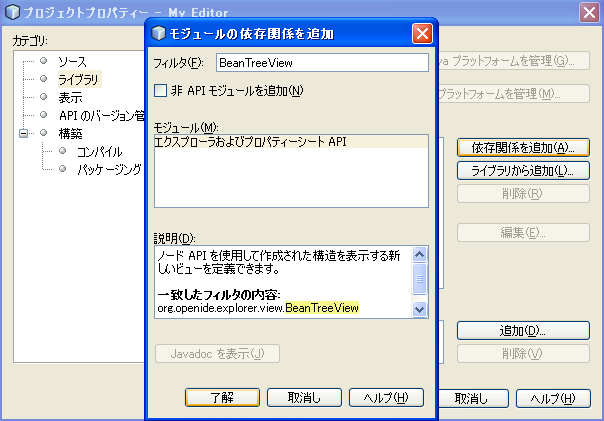 プロジェクトプロパティー - My Editor
カテゴリ:
ソース
ライブラリ
表示
API のバージョン管
構築
コンパイル
パッケージング
モジュールの依存関係を追加
フィルタ(F): BeanTreeView
非 API モジュールを追加(N)
モジュール(M):
エクスプローラおよびプロパティーシート API
説明(D):
ノード API を使用して作成された構造を表示する新
しいビューを定義できます。
一致したフィルタの内容:
org.openide.explorer.view.BeanTreeView
Javadoc を表示(J)
了解 取消し ヘルプ(H)
va プラットフォームを管理(G)...
プラットフォームを管理(M)...
依存関係を追加(A)...
ライブラリから追加(L)...
削除(R)
編集(E)...
追加(D)...
削除(V)
取消し ヘルプ(H)